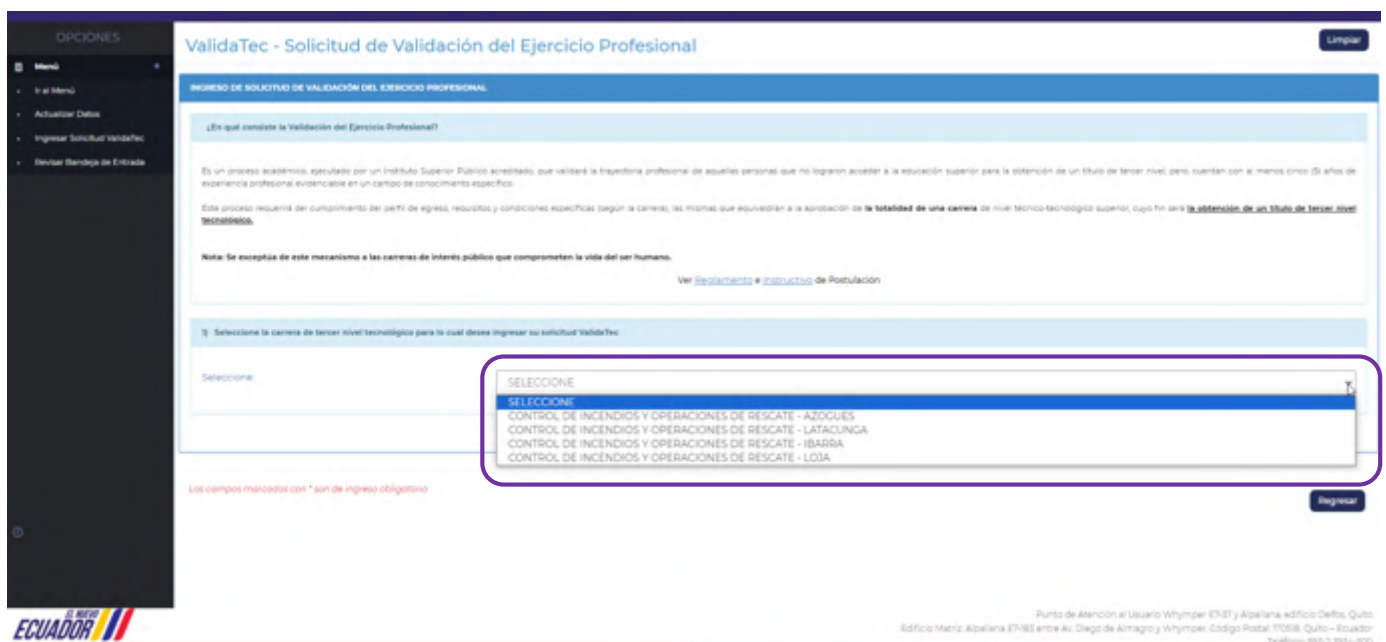 OPCIONES
Menú
Ir al Menú
Actualizar Datos
Ingresar Solicitud ValidaTec
Revisar Bandeja de Entrada
ValidaTec - Solicitud de Validación del Ejercicio Profesional
Limpiar
INGRESO DE SOLICITUD DE VALIDACIÓN DEL EJERCICIO PROFESIONAL
¿En qué consiste la Validación del Ejercicio Profesional?
Es un proceso académico, ejecutado por un Instituto Superior Público acreditado, que validará la trayectoria profesional de aquellas personas que no lograron acceder a la educación superior para la obtención de un título de tercer nivel, pero, cuentan con al menos cinco (5) años de
experiencia profesional evidenciable en un campo de conocimiento específico.
Este proceso requerirá del cumplimiento del perfil de egreso, requisitos y condiciones específicas (según la carrera), las mismas que equivaldrán a la aprobación de la totalidad de una carrera de nivel técnico-tecnológico superior, cuyo fin será la obtención de un título de tercer nivel
tecnológico.
Nota: Se exceptúa de este mecanismo a las carreras de interés público que comprometen la vida del ser humano.
Ver Reglamento e Instructivo de Postulación
1) Seleccione la carrera de tercer nivel tecnológico para lo cual desea ingresar su solicitud ValidaTec
Seleccione:
SELECCIONE
SELECCIONE
CONTROL DE INCENDIOS Y OPERACIONES DE RESCATE - AZOGUES
CONTROL DE INCENDIOS Y OPERACIONES DE RESCATE - LATACUNGA
CONTROL DE INCENDIOS Y OPERACIONES DE RESCATE - IBARRA
CONTROL DE INCENDIOS Y OPERACIONES DE RESCATE - LOJA
Los campos marcados con * son de ingreso obligatorio
Regresar
EL NUEVO
ECUADOR
Punto de Atención al Usuario: Whymper E7-37 y Alpallana, edificio Delfos, Quito
Edificio Matriz: Alpallana E7-183 entre Av. Diego de Almagro y Whymper. Código Postal: 170518. Quito – Ecuador